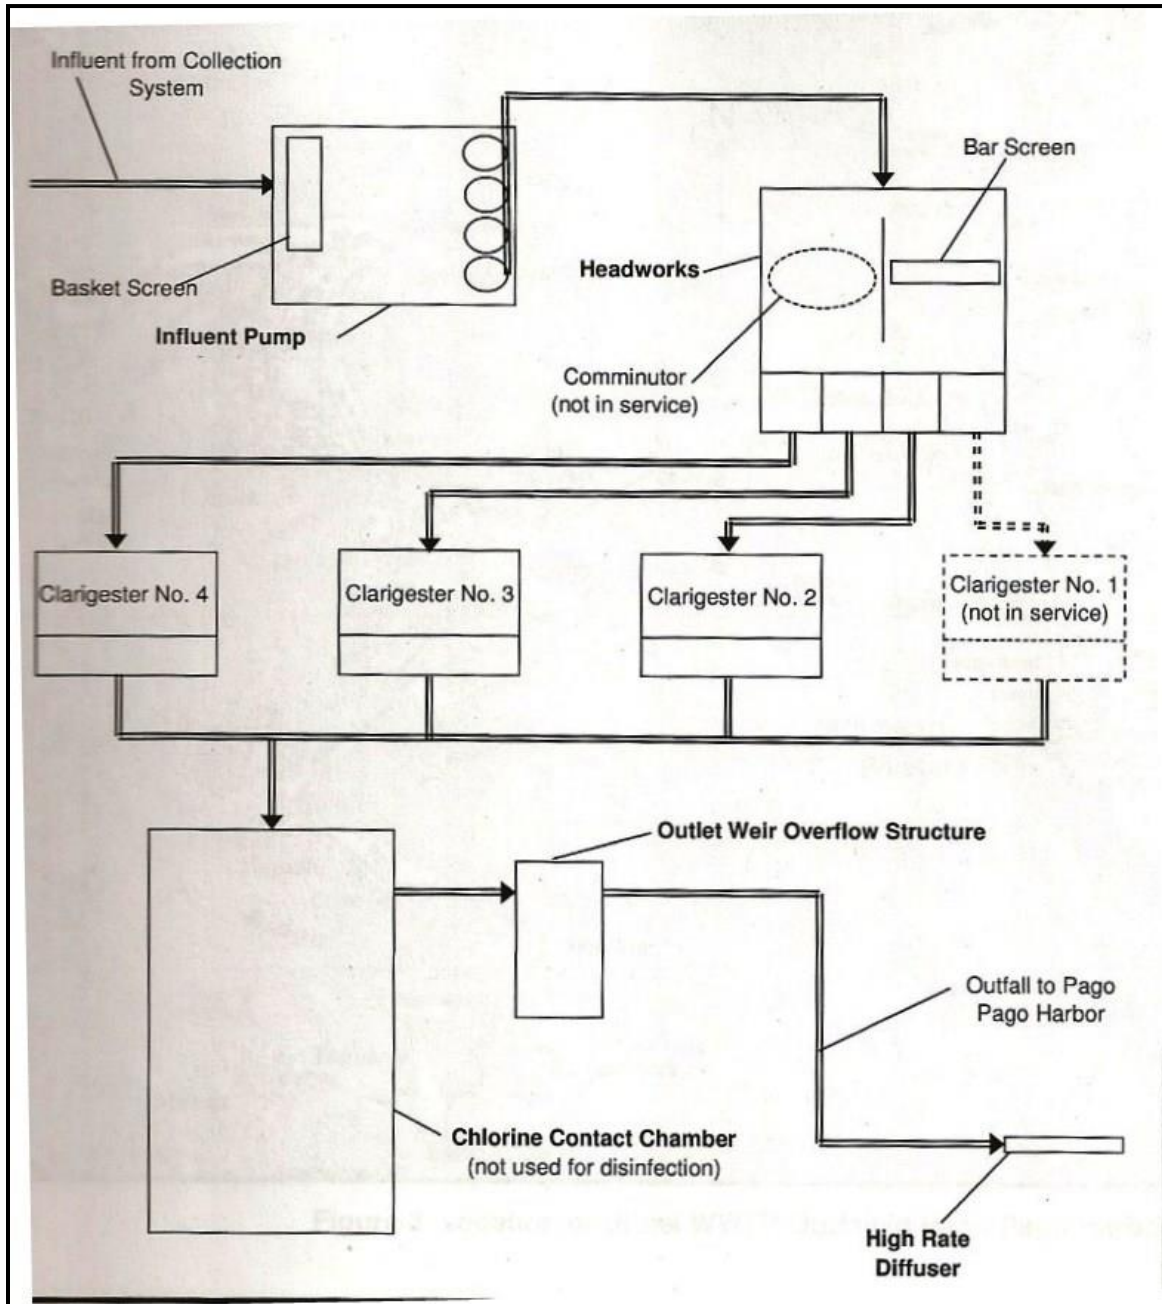 Influent from Collection
System
Bar Screen
Headworks
Basket Screen
Influent Pump
Comminutor
(not in service)
Clarigester No. 4
Clarigester No. 3
Clarigester No. 2
Clarigester No. 1
(not in service)
Outlet Weir Overflow Structure
Outfall to Pago
Pago Harbor
Chlorine Contact Chamber
(not used for disinfection)
High Rate
Diffuser